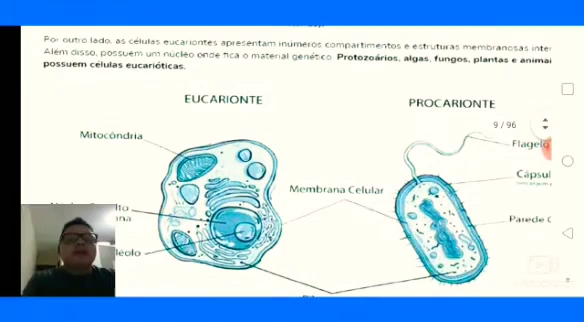 Por outro lado, as células eucariontes apresentam inúmeros compartimentos e estruturas membranosas inter
Além disso, possuem um núcleo onde fica o material genético. Protozoários, algas, fungos, plantas e animai
possuem células eucarióticas.
EUCARIONTE
PROCARIONTE
9 / 96
Mitocôndria
Flagelo
Membrana Celular
Cápsul
Parede C